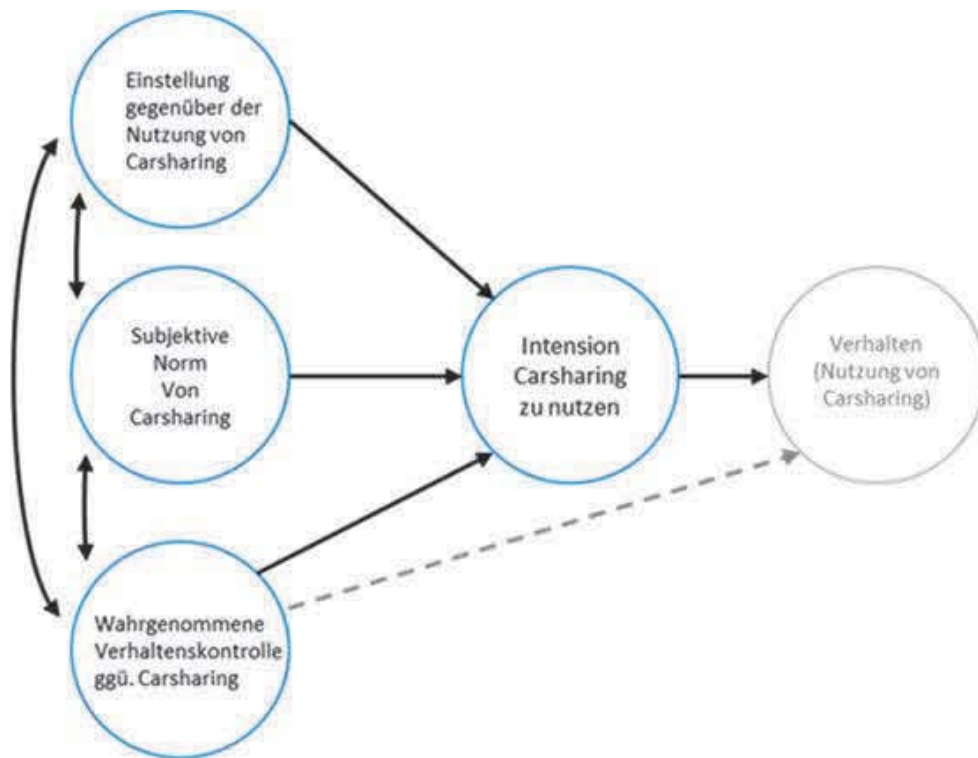 Einstellung
gegenüber der
Nutzung von
Carsharing
Subjektive
Norm
Von
Carsharing
Intension
Carsharing
zu nutzen
Verhalten
(Nutzung von
Carsharing)
Wahrgenommene
Verhaltenskontrolle
ggü. Carsharing